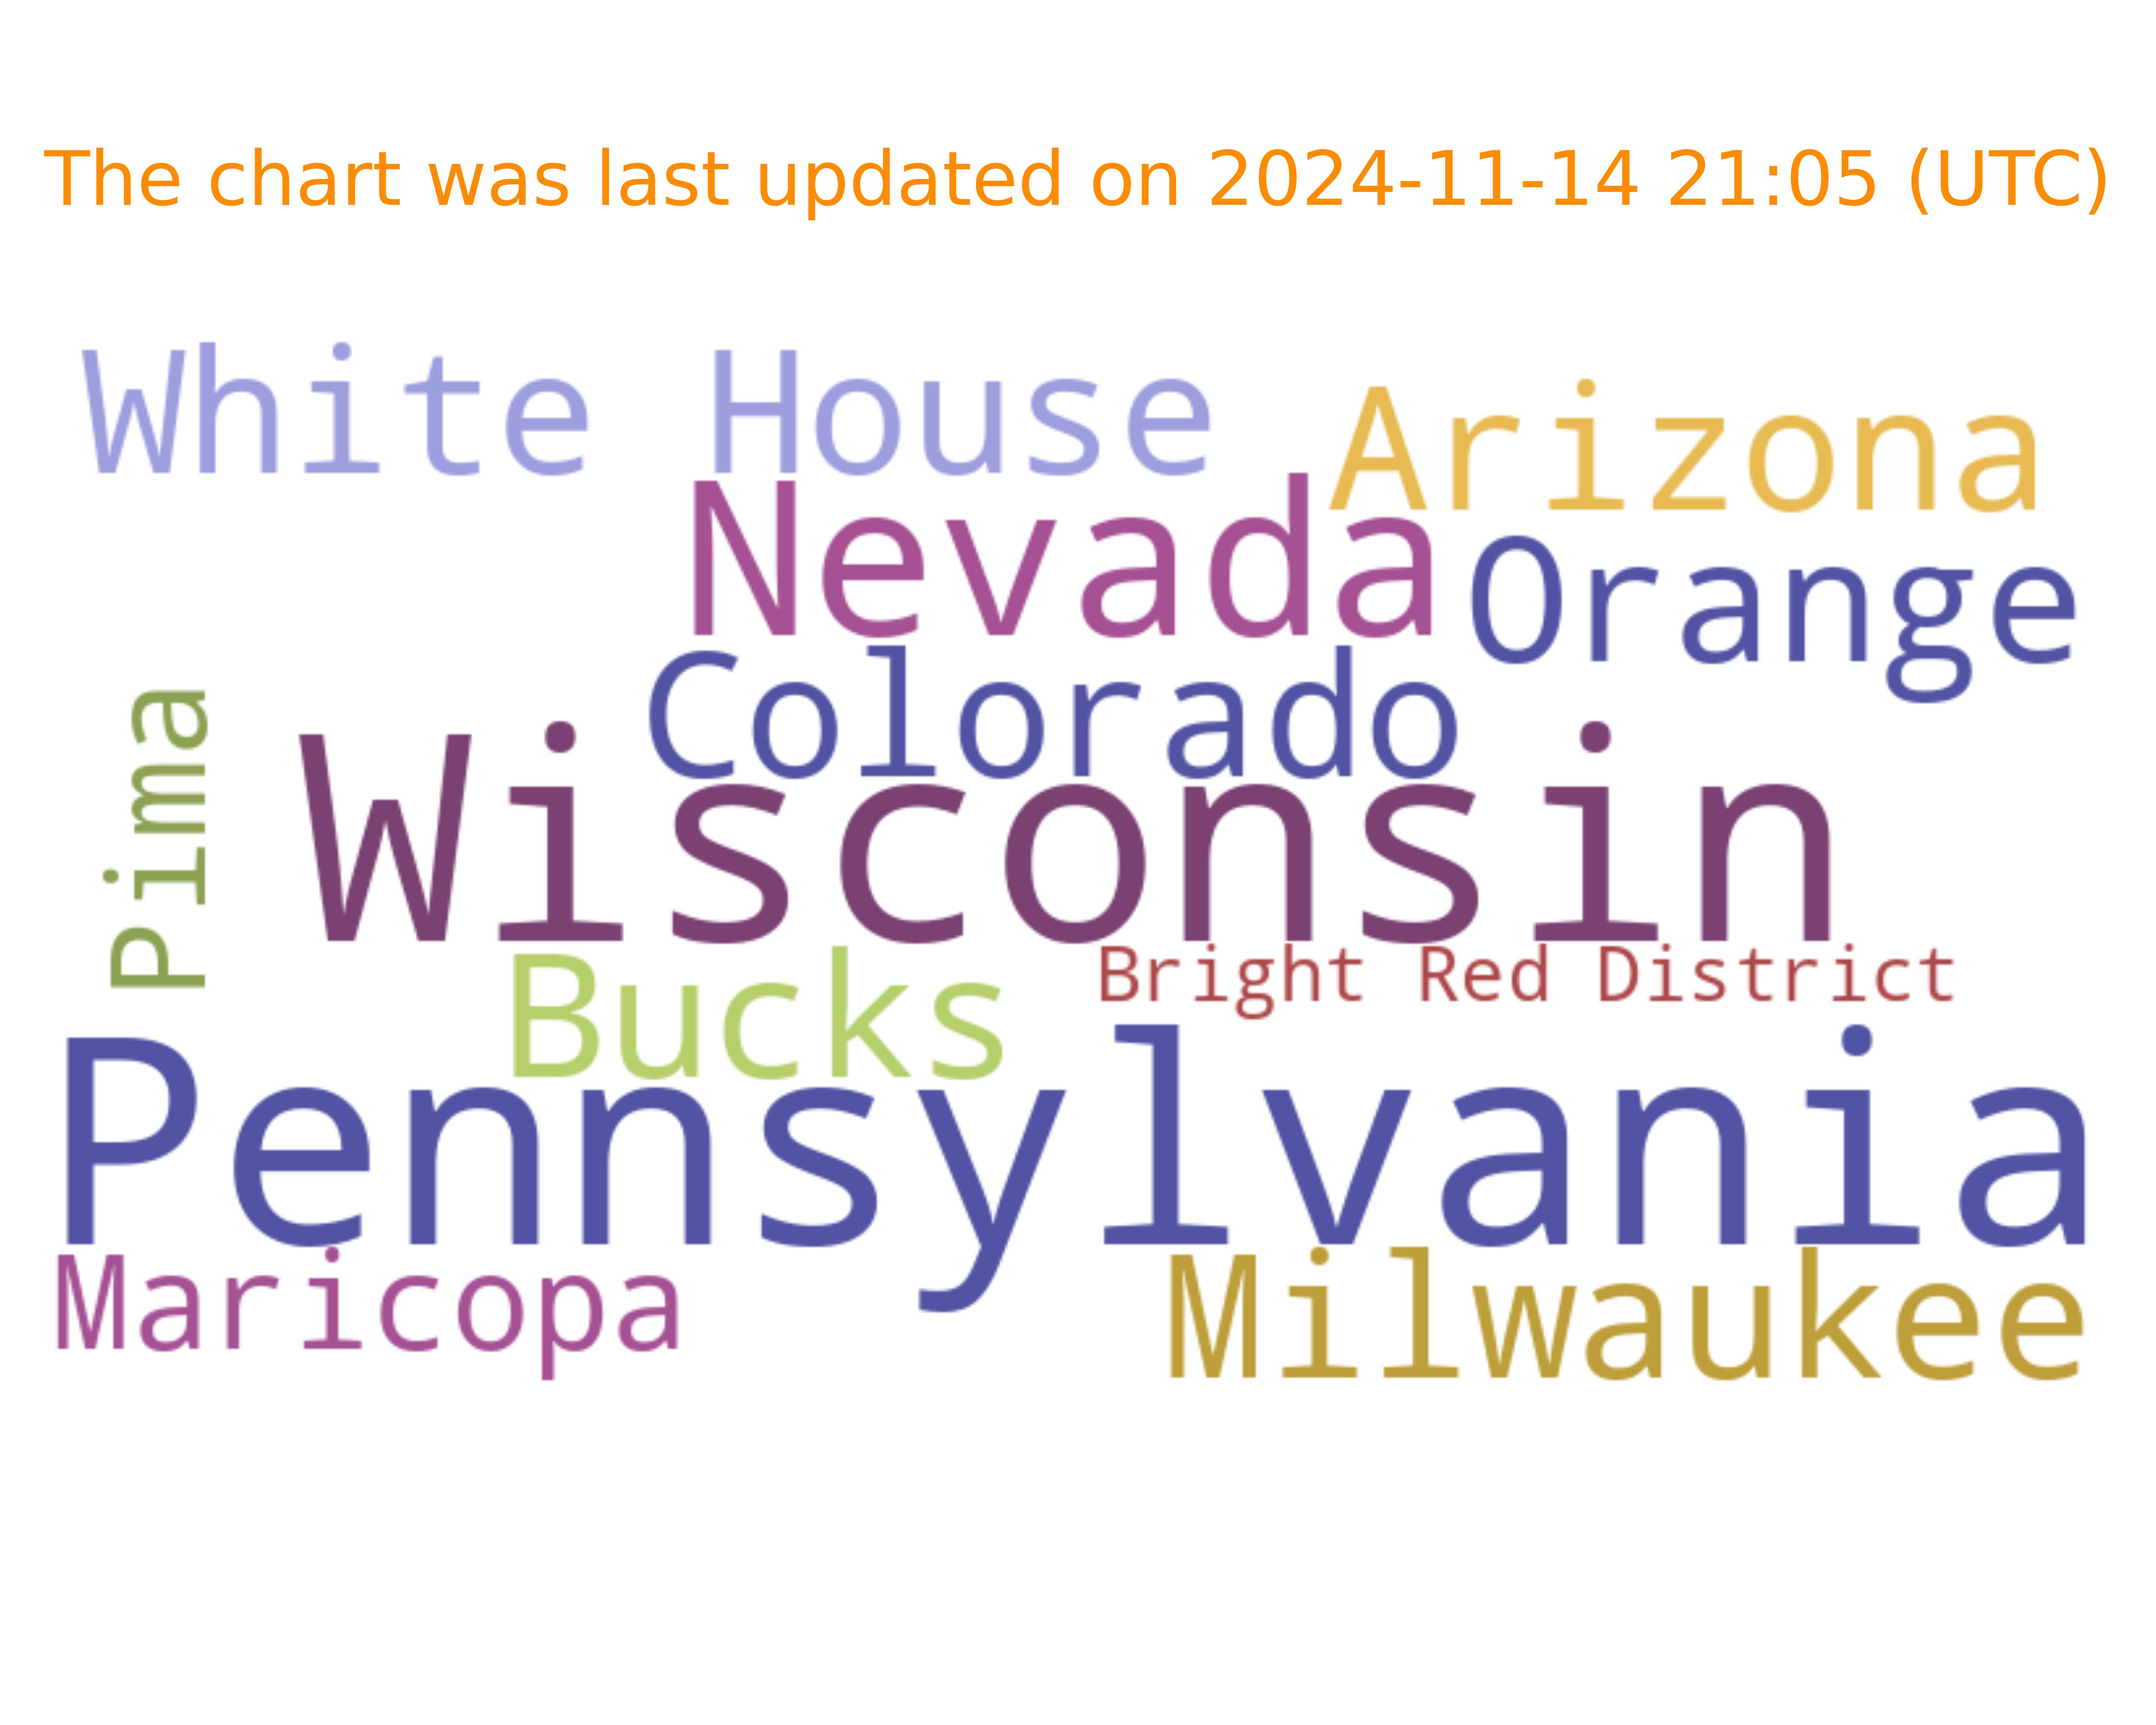 The chart was last updated on 2024-11-14 21:05 (UTC)
White House
Arizona
Nevada
Orange
Colorado
Pima
Wisconsin
Bucks
Bright Red District
Pennsylvania
Maricopa
Milwaukee